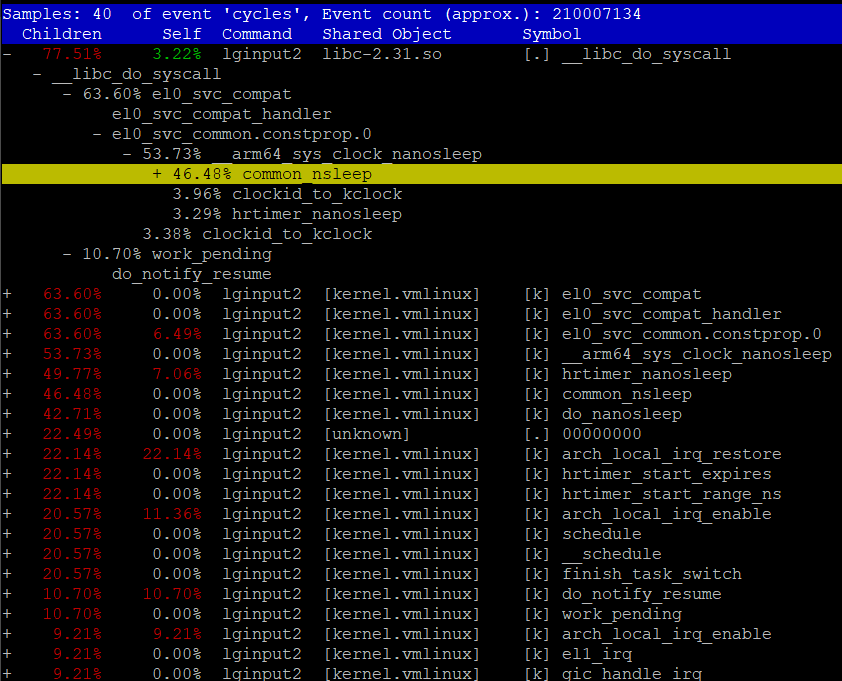 Samples: 40  of event 'cycles', Event count (approx.): 210007134
  Children      Self  Command   Shared Object       Symbol
-   77.51%     3.22%  lginput2  libc-2.31.so        [.] __libc_do_syscall
   - __libc_do_syscall
      - 63.60% el0_svc_compat
           el0_svc_compat_handler
         - el0_svc_common.constprop.0
            - 53.73% __arm64_sys_clock_nanosleep
               + 46.48% common_nsleep
                 3.96% clockid_to_kclock
                 3.29% hrtimer_nanosleep
              3.38% clockid_to_kclock
      - 10.70% work_pending
           do_notify_resume
+   63.60%     0.00%  lginput2  [kernel.vmlinux]    [k] el0_svc_compat
+   63.60%     0.00%  lginput2  [kernel.vmlinux]    [k] el0_svc_compat_handler
+   63.60%     6.49%  lginput2  [kernel.vmlinux]    [k] el0_svc_common.constprop.0
+   53.73%     0.00%  lginput2  [kernel.vmlinux]    [k] __arm64_sys_clock_nanosleep
+   49.77%     7.06%  lginput2  [kernel.vmlinux]    [k] hrtimer_nanosleep
+   46.48%     0.00%  lginput2  [kernel.vmlinux]    [k] common_nsleep
+   42.71%     0.00%  lginput2  [kernel.vmlinux]    [k] do_nanosleep
+   22.49%     0.00%  lginput2  [unknown]           [.] 00000000
+   22.14%    22.14%  lginput2  [kernel.vmlinux]    [k] arch_local_irq_restore
+   22.14%     0.00%  lginput2  [kernel.vmlinux]    [k] hrtimer_start_expires
+   22.14%     0.00%  lginput2  [kernel.vmlinux]    [k] hrtimer_start_range_ns
+   20.57%    11.36%  lginput2  [kernel.vmlinux]    [k] arch_local_irq_enable
+   20.57%     0.00%  lginput2  [kernel.vmlinux]    [k] schedule
+   20.57%     0.00%  lginput2  [kernel.vmlinux]    [k] __schedule
+   20.57%     0.00%  lginput2  [kernel.vmlinux]    [k] finish_task_switch
+   10.70%    10.70%  lginput2  [kernel.vmlinux]    [k] do_notify_resume
+   10.70%     0.00%  lginput2  [kernel.vmlinux]    [k] work_pending
+    9.21%     9.21%  lginput2  [kernel.vmlinux]    [k] arch_local_irq_enable
+    9.21%     0.00%  lginput2  [kernel.vmlinux]    [k] el1_irq
+    9.21%     0.00%  lginput2  [kernel.vmlinux]    [k] gic_handle_irq